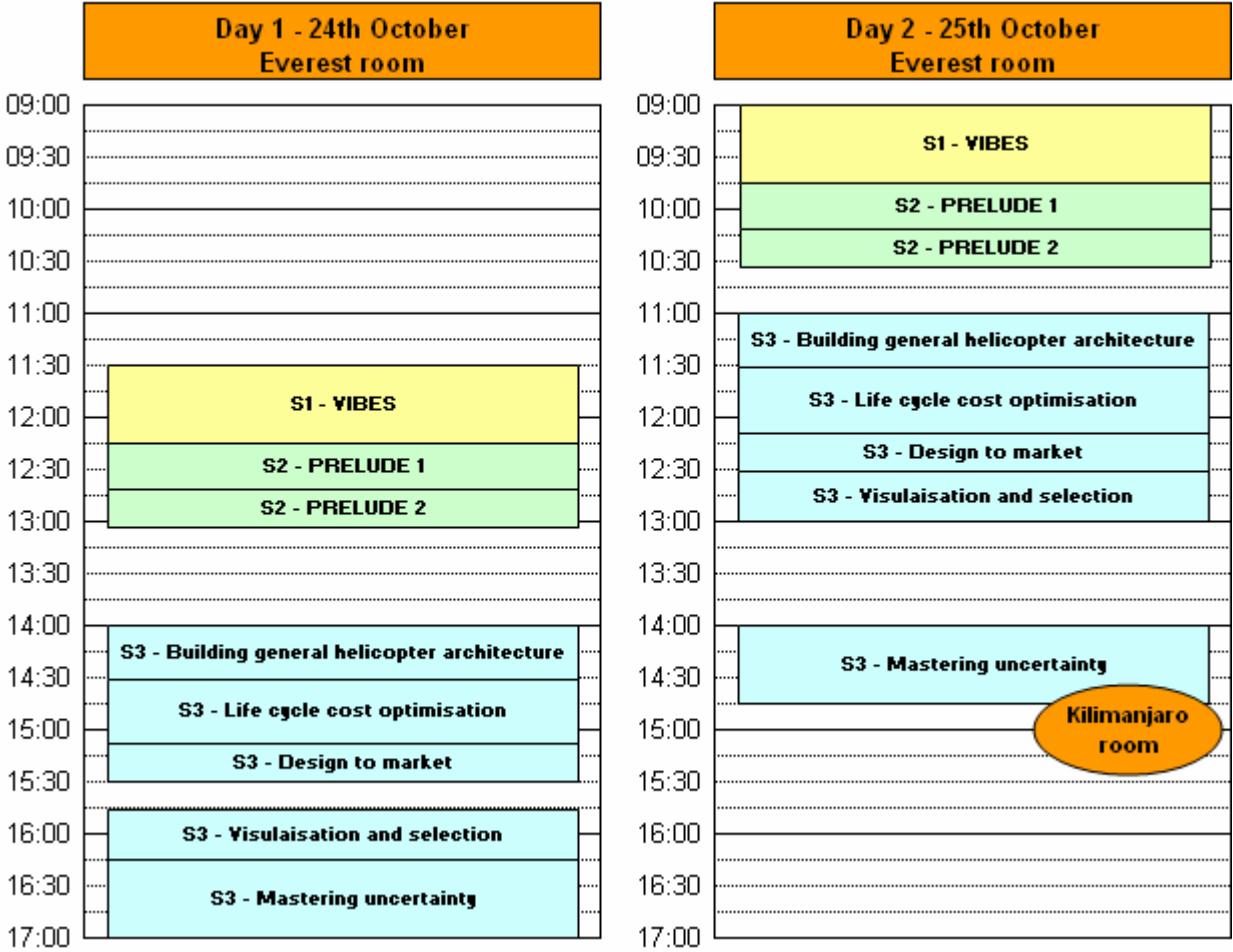 Day 1 - 24th October
Everest room
09:00
09:30
10:00
10:30
11:00
11:30
12:00
12:30
13:00
13:30
14:00
14:30
15:00
15:30
16:00
16:30
17:00
S1 - VIBES
S2 - PRELUDE 1
S2 - PRELUDE 2
S3 - Building general helicopter architecture
S3 - Life cycle cost optimisation
S3 - Design to market
S3 - Visulaisation and selection
S3 - Mastering uncertainty
Day 2 - 25th October
Everest room
09:00
09:30
10:00
10:30
11:00
11:30
12:00
12:30
13:00
13:30
14:00
14:30
15:00
15:30
16:00
16:30
17:00
S1 - VIBES
S2 - PRELUDE 1
S2 - PRELUDE 2
S3 - Building general helicopter architecture
S3 - Life cycle cost optimisation
S3 - Design to market
S3 - Visulaisation and selection
S3 - Mastering uncertainty
Kilimanjaro
room